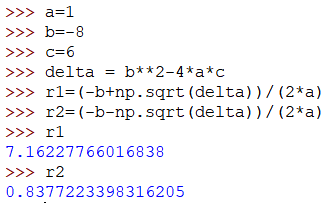 >>> a=1
>>> b=-8
>>> c=6
>>> delta = b**2-4*a*c
>>> r1=(-b+np.sqrt(delta))/(2*a)
>>> r2=(-b-np.sqrt(delta))/(2*a)
>>> r1
7.16227766016838
>>> r2
0.8377223398316205